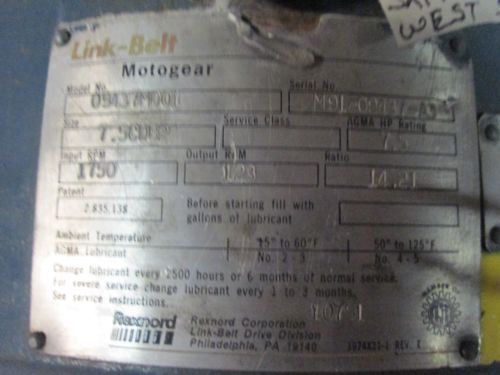 WEST
Link-Belt
Motogear
Model No. Serial No.
09437M001
Size Service Class AGMA HP Rating
7.5
Input RPM Output RPM Ratio
1750 123 14.21
Patent
2,835,138
Before starting fill with
gallons of lubricant
Ambient Temperature 15° to 60°F 50° to 125°F
AGMA Lubricant No. 2-3 No. 4-5
Change lubricant every 2500 hours or 6 months of normal service.
For severe service change lubricant every 1 to 3 months.
See service instructions.
Rexnord
Rexnord Corporation
Link-Belt Drive Division
Philadelphia, PA 19140
MEMBER OF